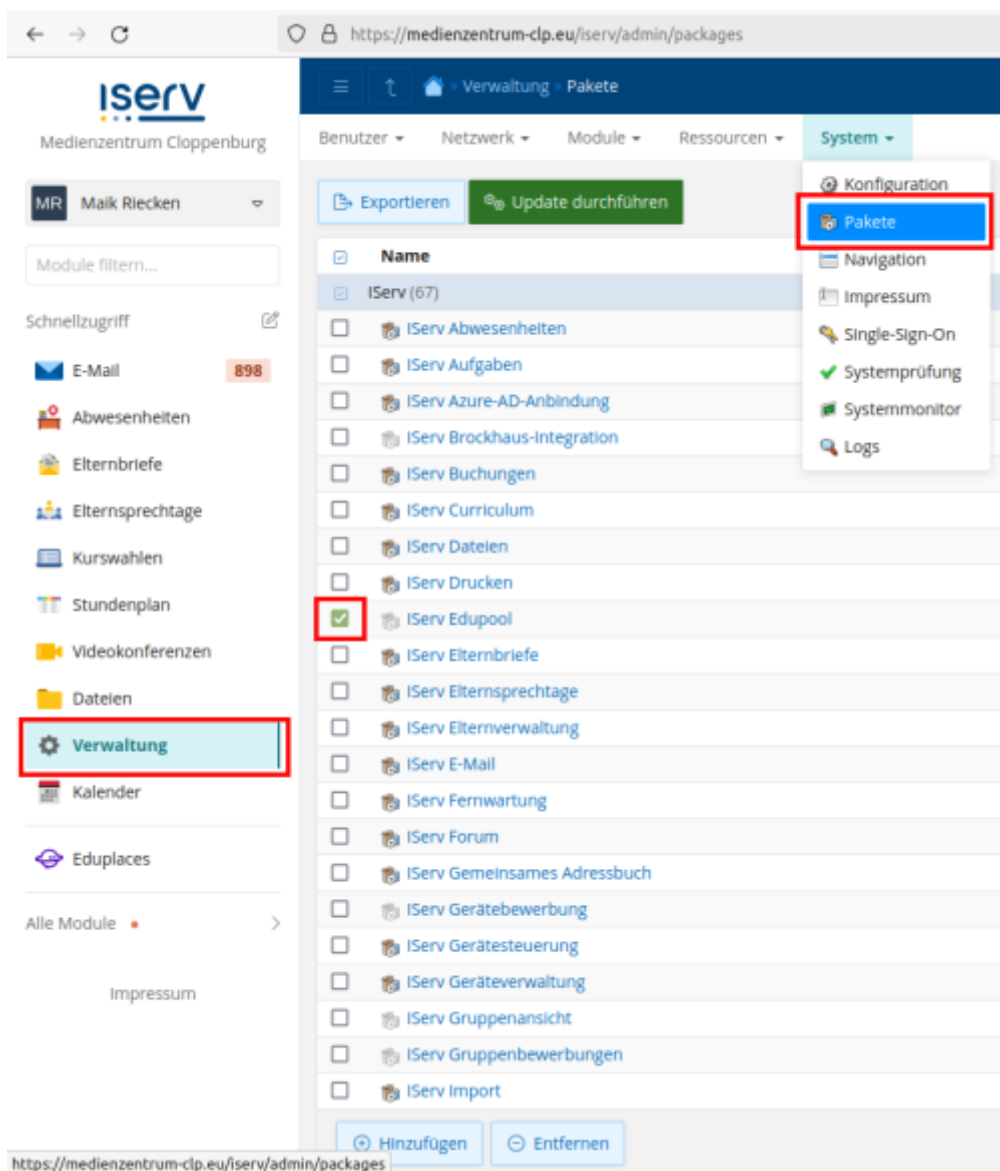 https://medienzentrum-clp.eu/iserv/admin/packages
Iserv
Medienzentrum Cloppenburg
MR Maik Riecken
Module filtern...
Schnellzugriff
E-Mail 898
Abwesenheiten
Elternbriefe
Elternsprechtage
Kurswahlen
Stundenplan
Videokonferenzen
Dateien
Verwaltung
Kalender
Eduplaces
Alle Module
Impressum
Verwaltung Pakete
Benutzer Netzwerk Module Ressourcen System
Konfiguration
Pakete
Navigation
Impressum
Single-Sign-On
Systemprüfung
Systemmonitor
Logs
Exportieren Update durchführen
Name
IServ (67)
IServ Abwesenheiten
IServ Aufgaben
IServ Azure-AD-Anbindung
IServ Brockhaus-Integration
IServ Buchungen
IServ Curriculum
IServ Dateien
IServ Drucken
IServ Edupool
IServ Elternbriefe
IServ Elternsprechtage
IServ Elternverwaltung
IServ E-Mail
IServ Fernwartung
IServ Forum
IServ Gemeinsames Adressbuch
IServ Gerätebewerbung
IServ Gerätesteuerung
IServ Geräteverwaltung
IServ Gruppenansicht
IServ Gruppenbewerbungen
IServ Import
Hinzufügen Entfernen
https://medienzentrum-clp.eu/iserv/admin/packages